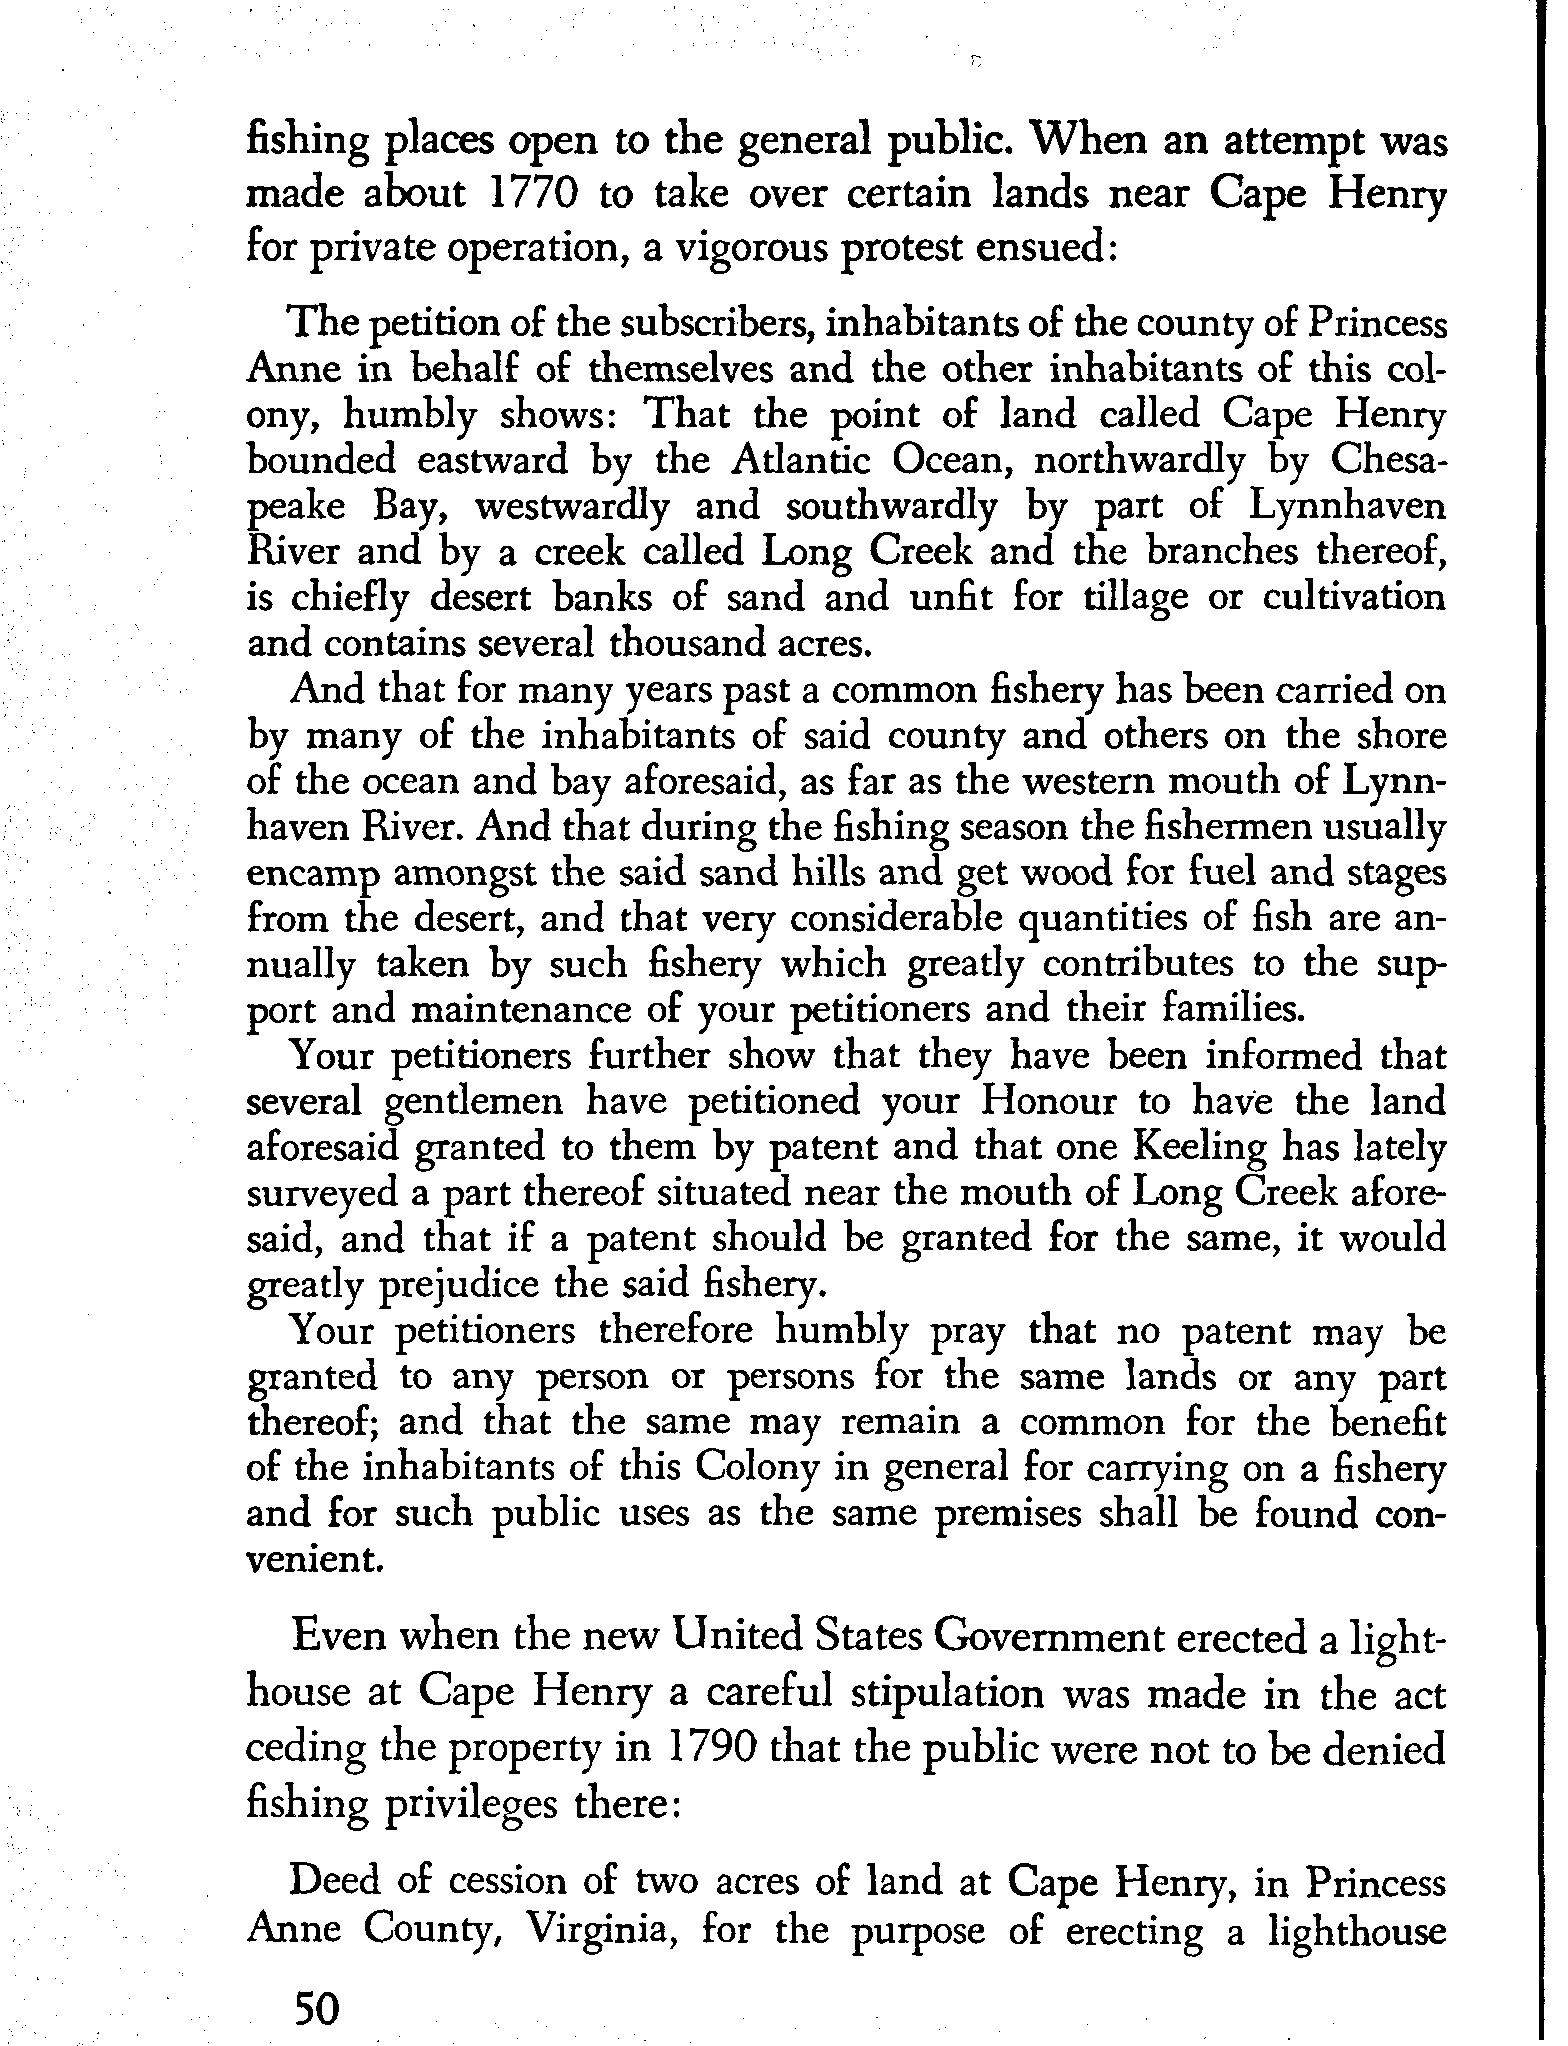 fishing places open to the general public. When an attempt was
made about 1770 to take over certain lands near Cape Henry
for private operation, a vigorous protest ensued:
The petition of the subscribers, inhabitants of the county of Princess
Anne in behalf of themselves and the other inhabitants of this col-
ony, humbly shows: That the point of land called Cape Henry
bounded eastward by the Atlantic Ocean, northwardly by Chesa-
peake Bay, westwardly and southwardly by part of Lynnhaven
River and by a creek called Long Creek and the branches thereof,
is chiefly desert banks of sand and unfit for tillage or cultivation
and contains several thousand acres.
And that for many years past a common fishery has been carried on
by many of the inhabitants of said county and others on the shore
of the ocean and bay aforesaid, as far as the western mouth of Lynn-
haven River. And that during the fishing season the fishermen usually
encamp amongst the said sand hills and get wood for fuel and stages
from the desert, and that very considerable quantities of fish are an-
nually taken by such fishery which greatly contributes to the sup-
port and maintenance of your petitioners and their families.
Your petitioners further show that they have been informed that
several gentlemen have petitioned your Honour to have the land
aforesaid granted to them by patent and that one Keeling has lately
surveyed a part thereof situated near the mouth of Long Creek afore-
said, and that if a patent should be granted for the same, it would
greatly prejudice the said fishery.
Your petitioners therefore humbly pray that no patent may be
granted to any person or persons for the same lands or any part
thereof; and that the same may remain a common for the benefit
of the inhabitants of this Colony in general for carrying on a fishery
and for such public uses as the same premises shall be found con-
venient.
Even when the new United States Government erected a light-
house at Cape Henry a careful stipulation was made in the act
ceding the property in 1790 that the public were not to be denied
fishing privileges there:
Deed of cession of two acres of land at Cape Henry, in Princess
Anne County, Virginia, for the purpose of erecting a lighthouse
50